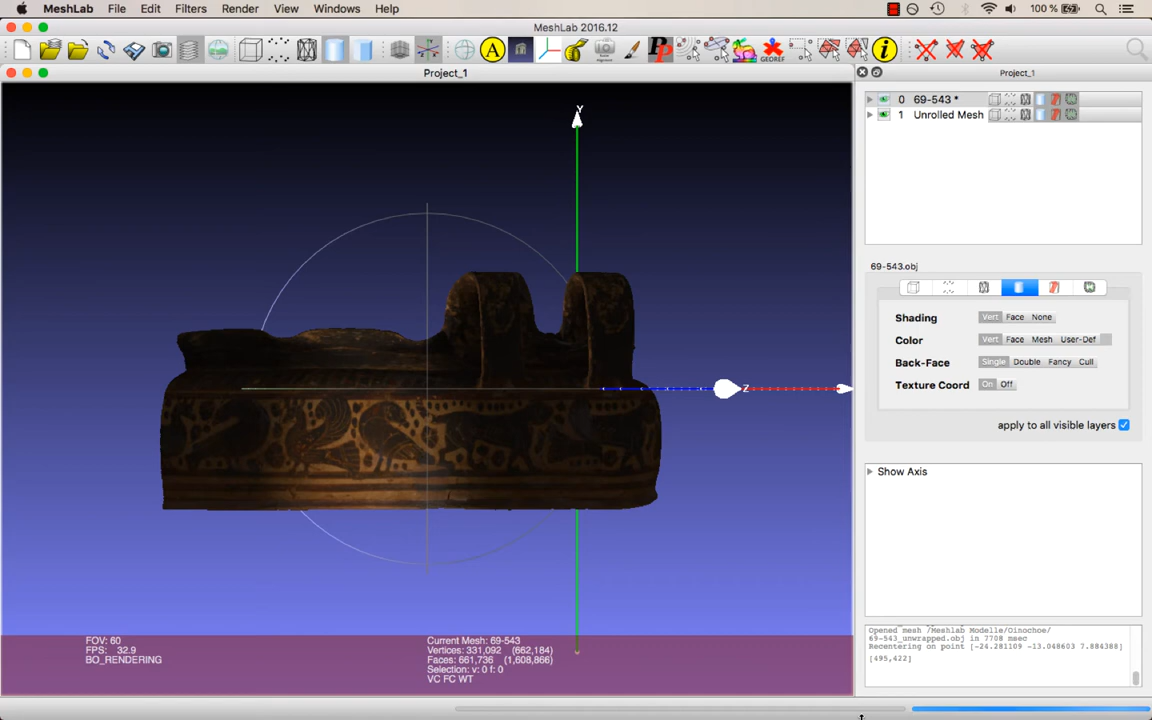 MeshLab File Edit Filters Render View Windows Help 100 %
MeshLab 2016.12
A
PP
GEOREF
i
Project_1
Project_1
0 69-543 *
1 Unrolled Mesh
Y
Z
69-543.obj
Shading Vert Face None
Color Vert Face Mesh User-Def
Back-Face Single Double Fancy Cull
Texture Coord On Off
apply to all visible layers
Show Axis
FOV: 60
FPS: 32.9
BO_RENDERING
Current Mesh: 69-543
Vertices: 331,092 (662,184)
Faces: 661,736 (1,608,866)
Selection: v: 0 f: 0
VC FC WT
Opened mesh /Meshlab Modelle/Oinochoe/
69-543_unwrapped.obj in 7708 msec
Recentering on point [-24.281109 -13.048603 7.884388]
[495,422]